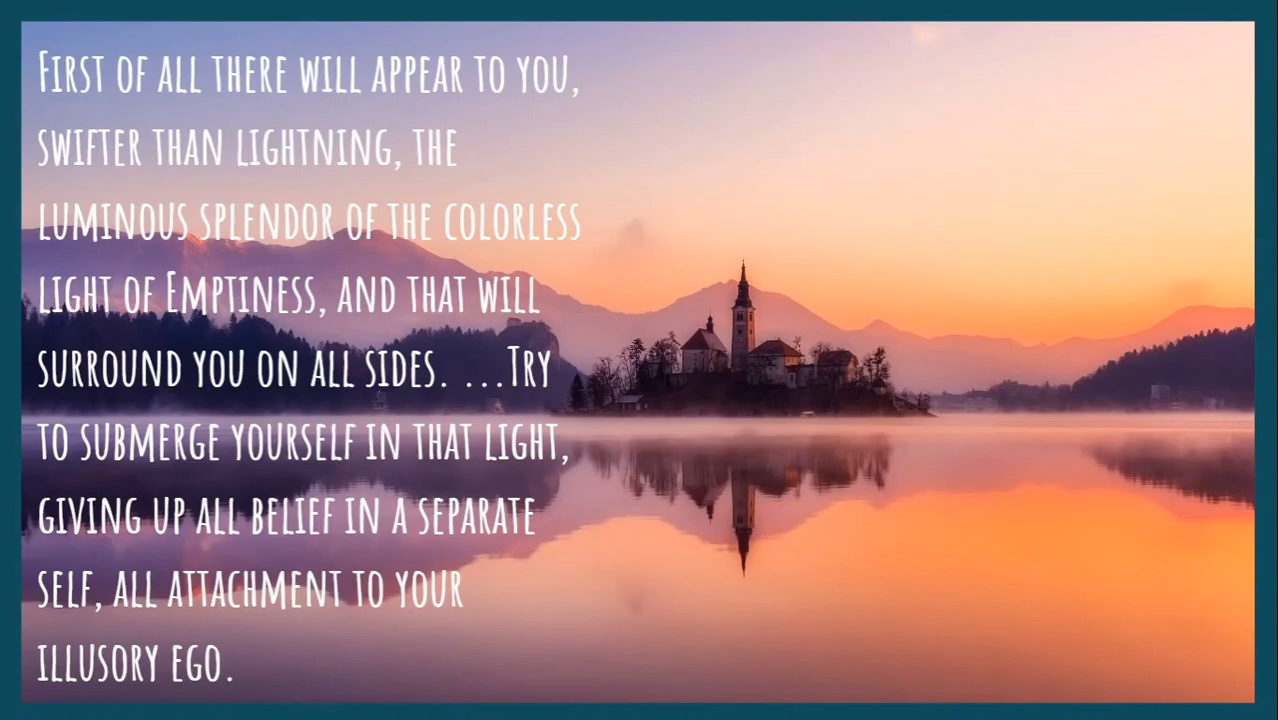 First of all there will appear to you,
swifter than lightning, the
luminous splendor of the colorless
light of Emptiness, and that will
surround you on all sides. ...Try
to submerge yourself in that light,
giving up all belief in a separate
self, all attachment to your
illusory ego.